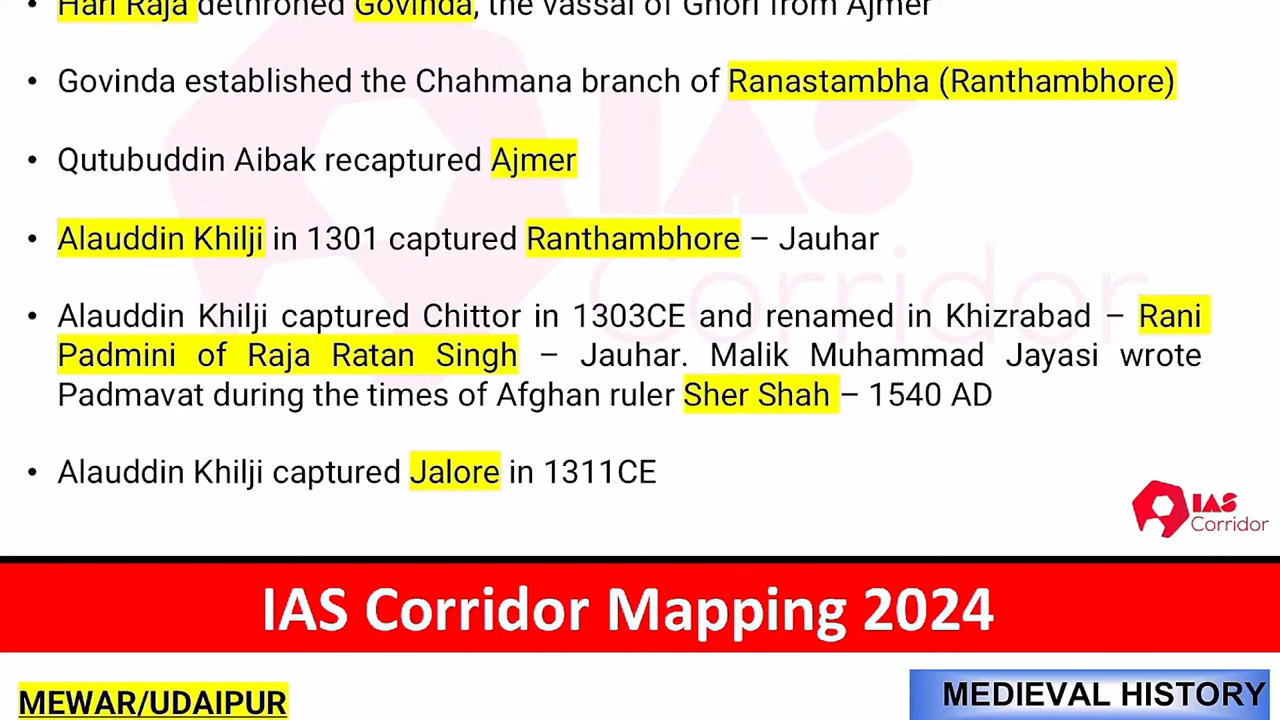 • Hari Raja dethroned Govinda, the vassal of Ghori from Ajmer
• Govinda established the Chahmana branch of Ranastambha (Ranthambhore)
• Qutubuddin Aibak recaptured Ajmer
• Alauddin Khilji in 1301 captured Ranthambhore – Jauhar
• Alauddin Khilji captured Chittor in 1303CE and renamed in Khizrabad – Rani
Padmini of Raja Ratan Singh – Jauhar. Malik Muhammad Jayasi wrote
Padmavat during the times of Afghan ruler Sher Shah – 1540 AD
• Alauddin Khilji captured Jalore in 1311CE
IAS
Corridor
IAS
Corridor
IAS Corridor Mapping 2024
MEWAR/UDAIPUR
MEDIEVAL HISTORY